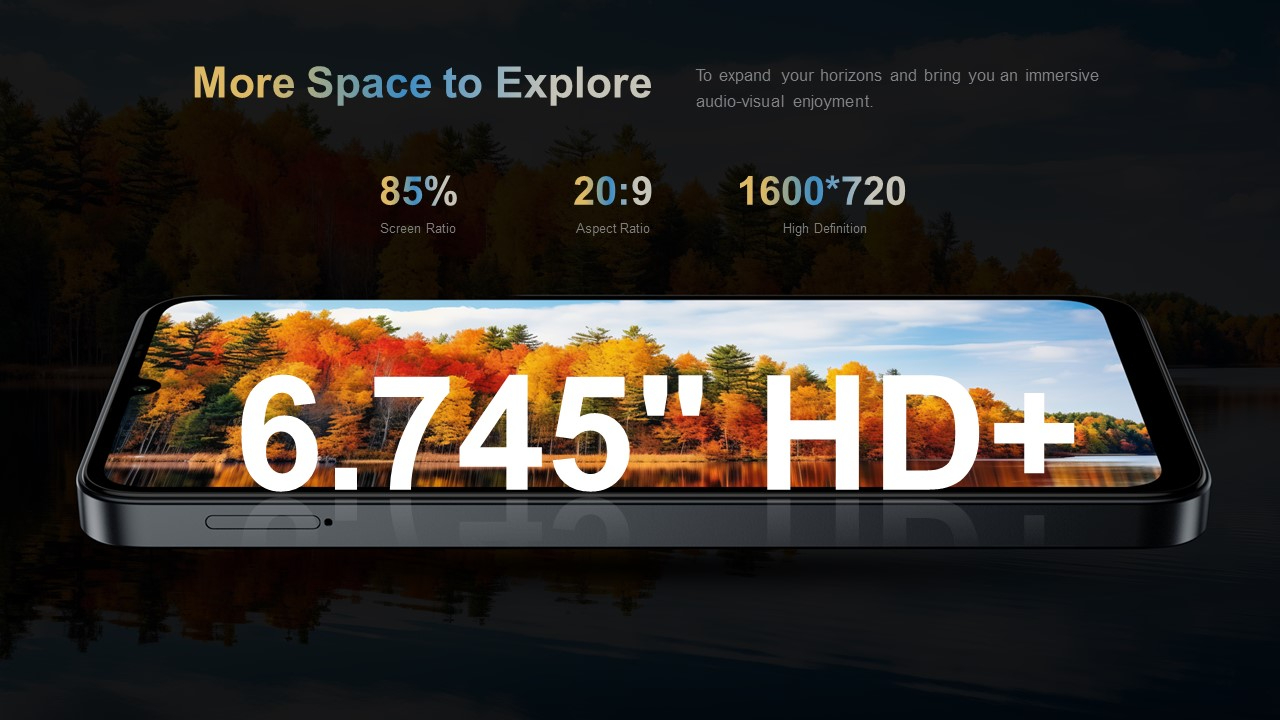 More Space to Explore
To expand your horizons and bring you an immersive
audio-visual enjoyment.
85%
20:9
1600*720
Screen Ratio
Aspect Ratio
High Definition
6.745" HD+